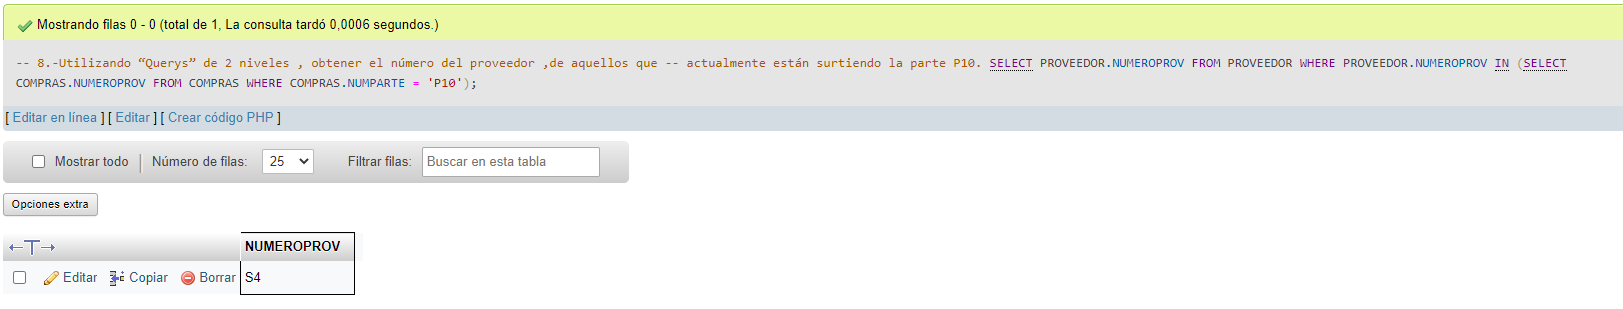 Mostrando filas 0 - 0 (total de 1, La consulta tardó 0,0006 segundos.)
-- 8.-Utilizando “Querys” de 2 niveles , obtener el número del proveedor ,de aquellos que -- actualmente están surtiendo la parte P10. SELECT PROVEEDOR.NUMEROPROV FROM PROVEEDOR WHERE PROVEEDOR.NUMEROPROV IN (SELECT
COMPRAS.NUMEROPROV FROM COMPRAS WHERE COMPRAS.NUMPARTE = 'P10');
[ Editar en línea ] [ Editar ] [ Crear código PHP ]
Mostrar todo Número de filas: 25 Filtrar filas: Buscar en esta tabla
Opciones extra
←T→ NUMEROPROV
Editar Copiar Borrar S4